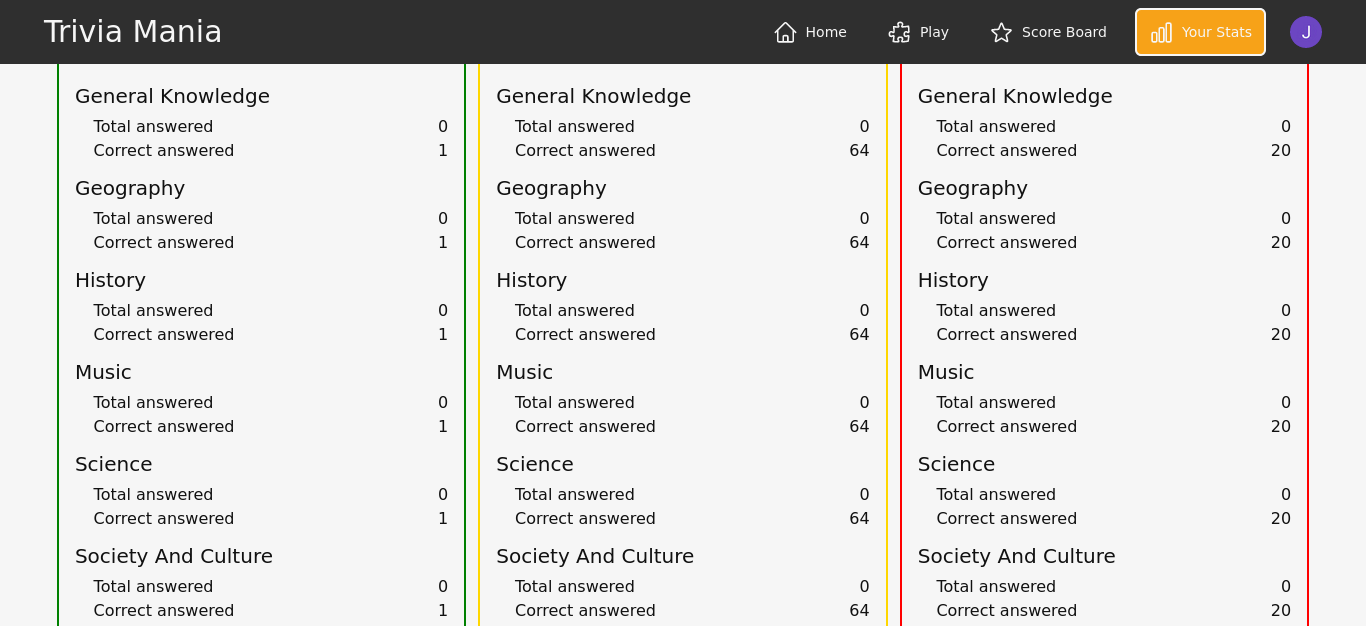 Trivia Mania
Home
Play
Score Board
Your Stats
J
General Knowledge
Total answered 0
Correct answered 1
Geography
Total answered 0
Correct answered 1
History
Total answered 0
Correct answered 1
Music
Total answered 0
Correct answered 1
Science
Total answered 0
Correct answered 1
Society And Culture
Total answered 0
Correct answered 1
General Knowledge
Total answered 0
Correct answered 64
Geography
Total answered 0
Correct answered 64
History
Total answered 0
Correct answered 64
Music
Total answered 0
Correct answered 64
Science
Total answered 0
Correct answered 64
Society And Culture
Total answered 0
Correct answered 64
General Knowledge
Total answered 0
Correct answered 20
Geography
Total answered 0
Correct answered 20
History
Total answered 0
Correct answered 20
Music
Total answered 0
Correct answered 20
Science
Total answered 0
Correct answered 20
Society And Culture
Total answered 0
Correct answered 20